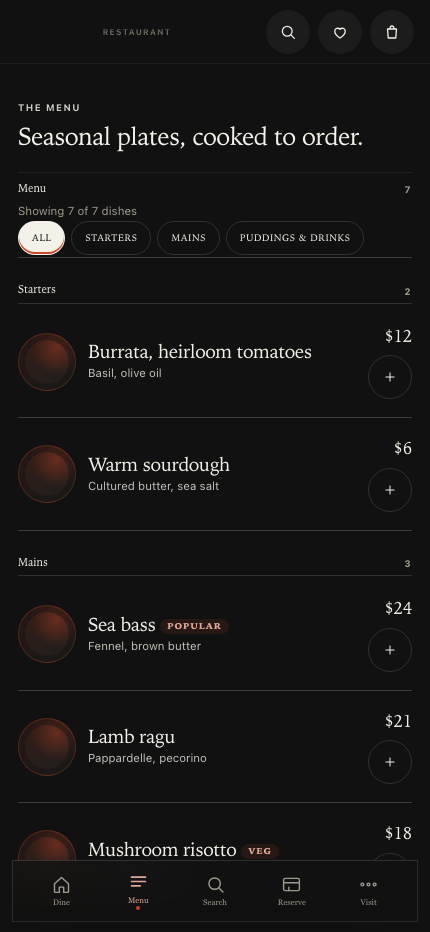 RESTAURANT
THE MENU
Seasonal plates, cooked to order.
Menu 7
Showing 7 of 7 dishes
ALL STARTERS MAINS PUDDINGS & DRINKS
Starters 2
$12
Burrata, heirloom tomatoes
Basil, olive oil
$6
Warm sourdough
Cultured butter, sea salt
Mains 3
$24
Sea bass POPULAR
Fennel, brown butter
$21
Lamb ragu
Pappardelle, pecorino
$18
Mushroom risotto VEG
Dine Menu Search Reserve Visit